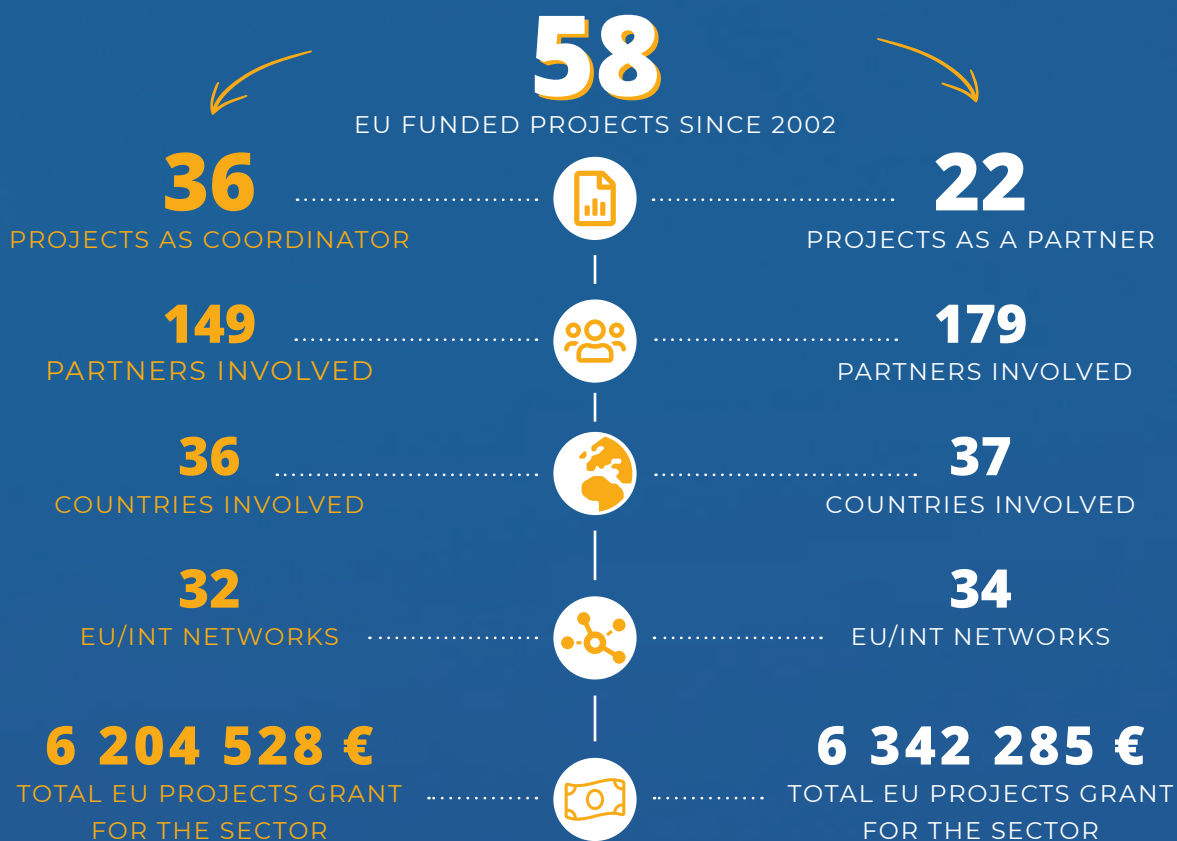 58
EU FUNDED PROJECTS SINCE 2002
36
PROJECTS AS COORDINATOR
22
PROJECTS AS A PARTNER
149
PARTNERS INVOLVED
179
PARTNERS INVOLVED
36
COUNTRIES INVOLVED
37
COUNTRIES INVOLVED
32
EU/INT NETWORKS
34
EU/INT NETWORKS
6 204 528 €
TOTAL EU PROJECTS GRANT
FOR THE SECTOR
6 342 285 €
TOTAL EU PROJECTS GRANT
FOR THE SECTOR